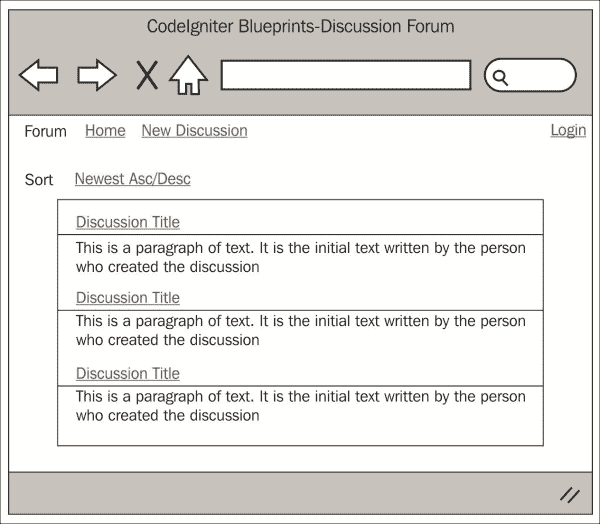 CodeIgniter Blueprints-Discussion Forum
Forum Home New Discussion Login
Sort Newest Asc/Desc
Discussion Title
This is a paragraph of text. It is the initial text written by the person
who created the discussion
Discussion Title
This is a paragraph of text. It is the initial text written by the person
who created the discussion
Discussion Title
This is a paragraph of text. It is the initial text written by the person
who created the discussion